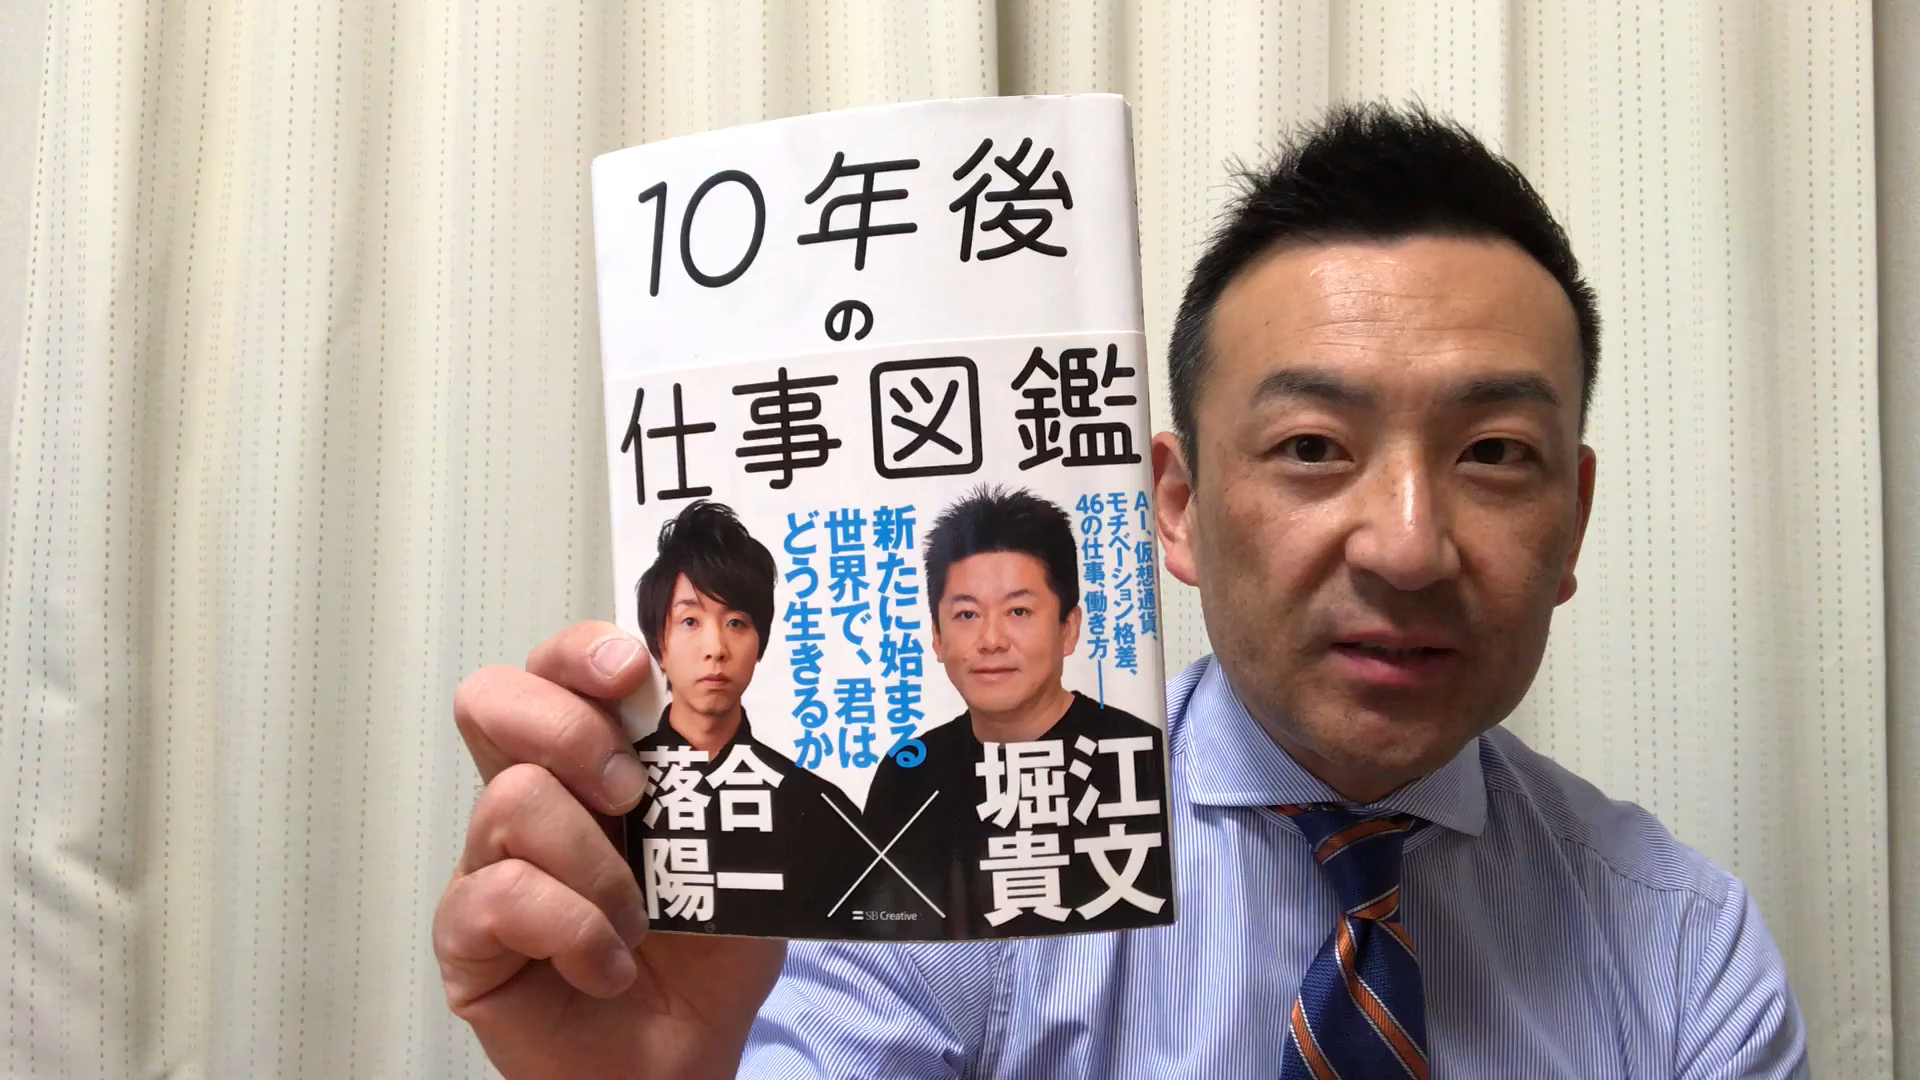 10年後
の
仕事図鑑
新たに始まる
世界で、君は
どう生きるか
AI、仮想通貨、
モチベーション格差、
46の仕事、働き方――
落合
陽一
×
堀江
貴文
SB Creative